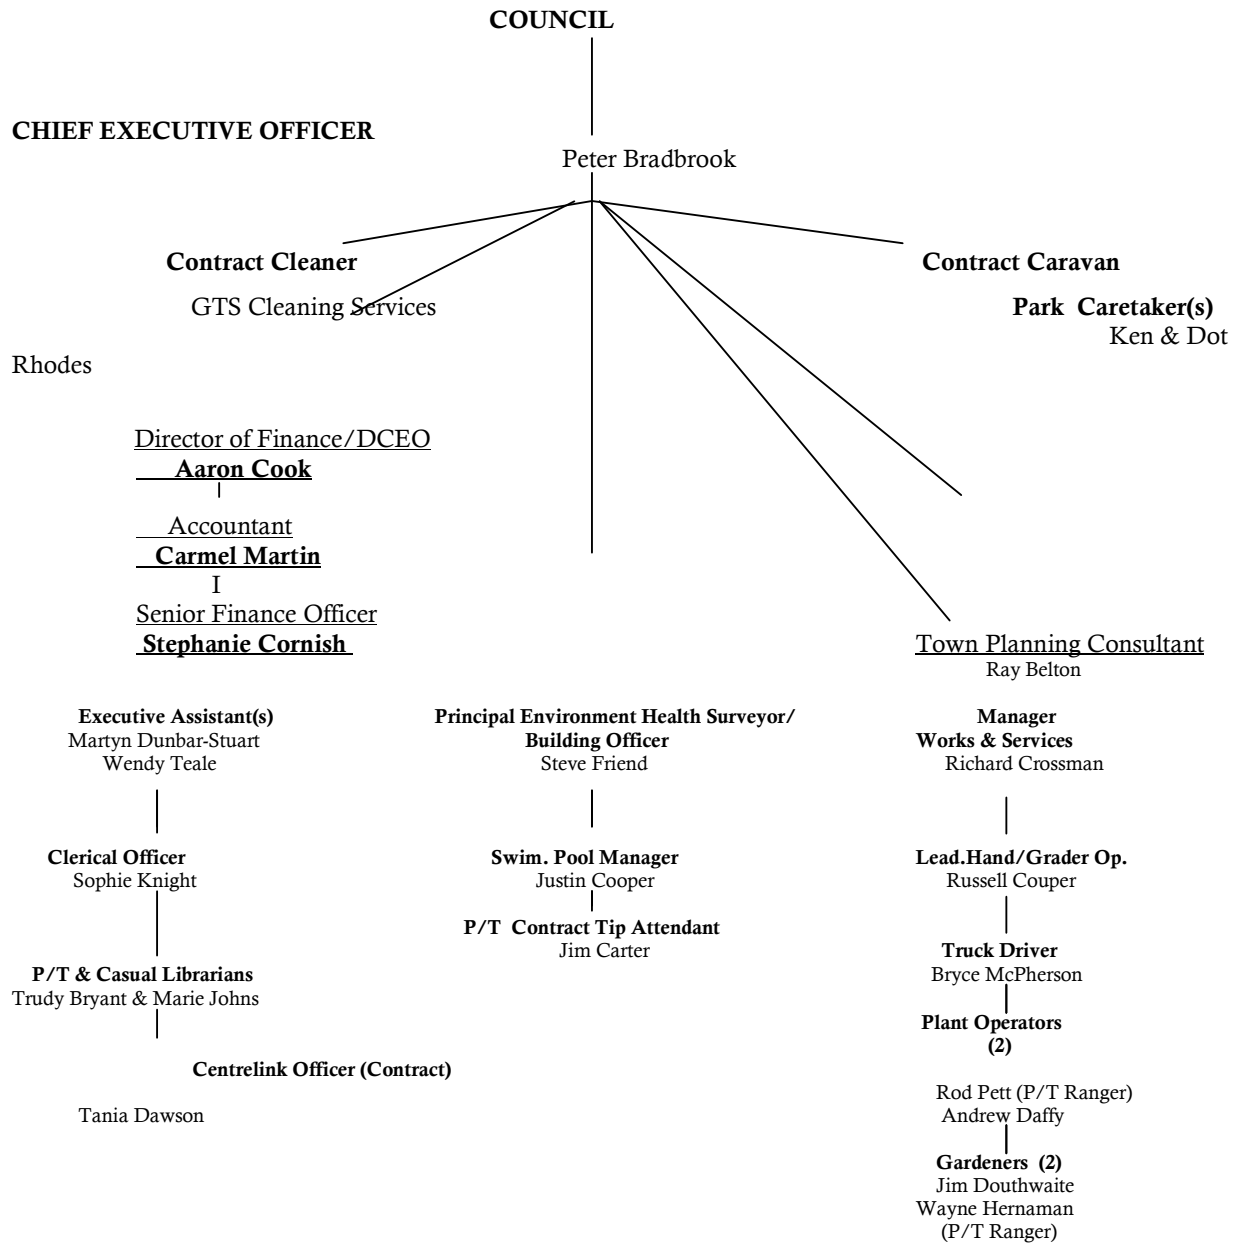 COUNCIL
CHIEF EXECUTIVE OFFICER
Peter Bradbrook
Contract Cleaner
Contract Caravan
GTS Cleaning Services
Park Caretaker(s)
Ken & Dot
Rhodes
Director of Finance/DCEO
Aaron Cook
Accountant
Carmel Martin
I
Senior Finance Officer
Stephanie Cornish
Town Planning Consultant
Ray Belton
Executive Assistant(s)
Martyn Dunbar-Stuart
Wendy Teale
Principal Environment Health Surveyor/
Building Officer
Steve Friend
Manager
Works & Services
Richard Crossman
Clerical Officer
Sophie Knight
Swim. Pool Manager
Justin Cooper
Lead.Hand/Grader Op.
Russell Couper
P/T Contract Tip Attendant
Jim Carter
Truck Driver
Bryce McPherson
P/T & Casual Librarians
Trudy Bryant & Marie Johns
Plant Operators
(2)
Centrelink Officer (Contract)
Tania Dawson
Rod Pett (P/T Ranger)
Andrew Daffy
Gardeners (2)
Jim Douthwaite
Wayne Hernaman
(P/T Ranger)